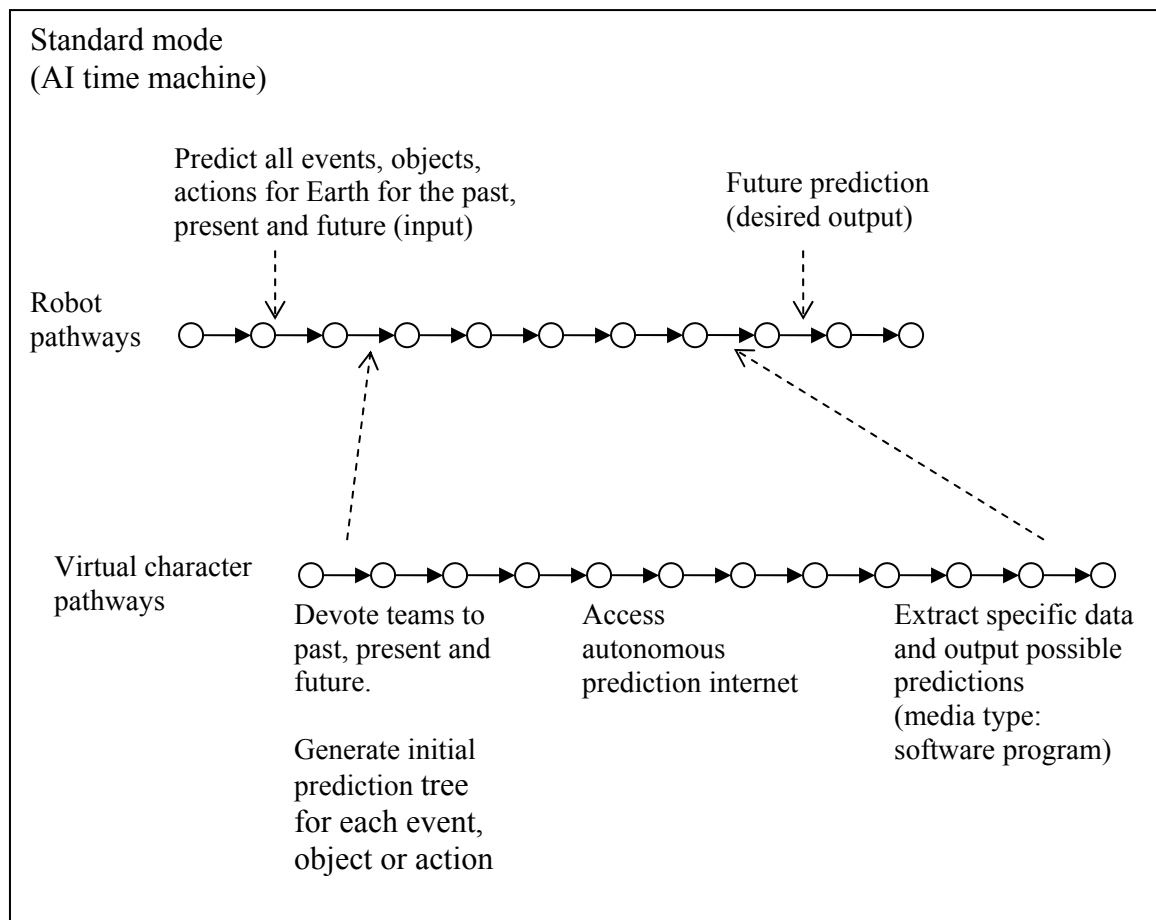 Standard mode
(AI time machine)
Predict all events, objects,
actions for Earth for the past,
present and future (input)
Future prediction
(desired output)
Robot
pathways
Virtual character
pathways
Devote teams to
past, present and
future.
Generate initial
prediction tree
for each event,
object or action
Access
autonomous
prediction internet
Extract specific data
and output possible
predictions
(media type:
software program)